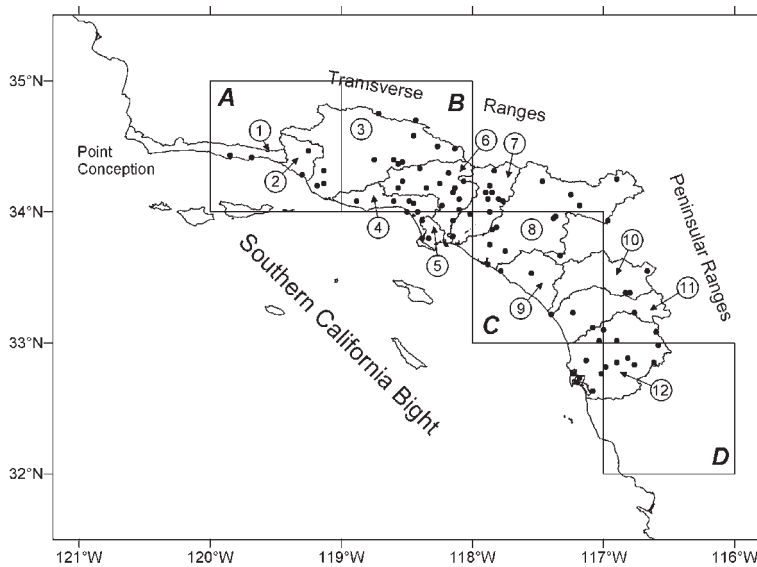 35°N
34°N
33°N
32°N
121°W
120°W
119°W
118°W
117°W
116°W
A
B
C
D
Transverse
Ranges
Peninsular Ranges
Point
Conception
Southern California Bight
1
2
3
4
5
6
7
8
9
10
11
12